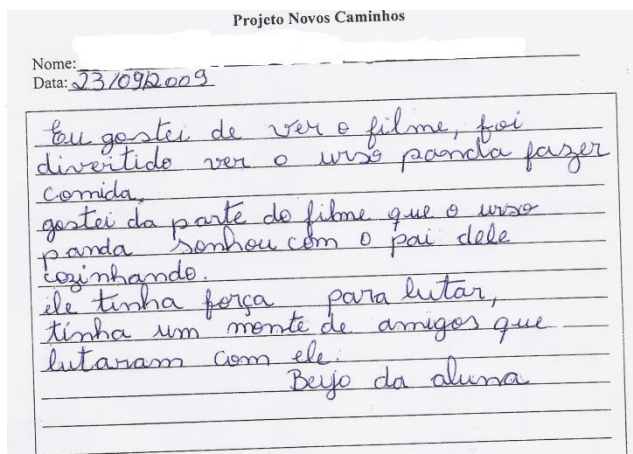 Projeto Novos Caminhos
Nome:
Data: 23/09/2009
Eu gostei de ver o filme, foi
divertido ver o urso panda fazer
comida.
gostei da parte do filme que o urso
panda sonhou com o pai dele
cozinhando.
ele tinha força para lutar,
tinha um monte de amigos que
lutaram com ele.
Beijo da aluna